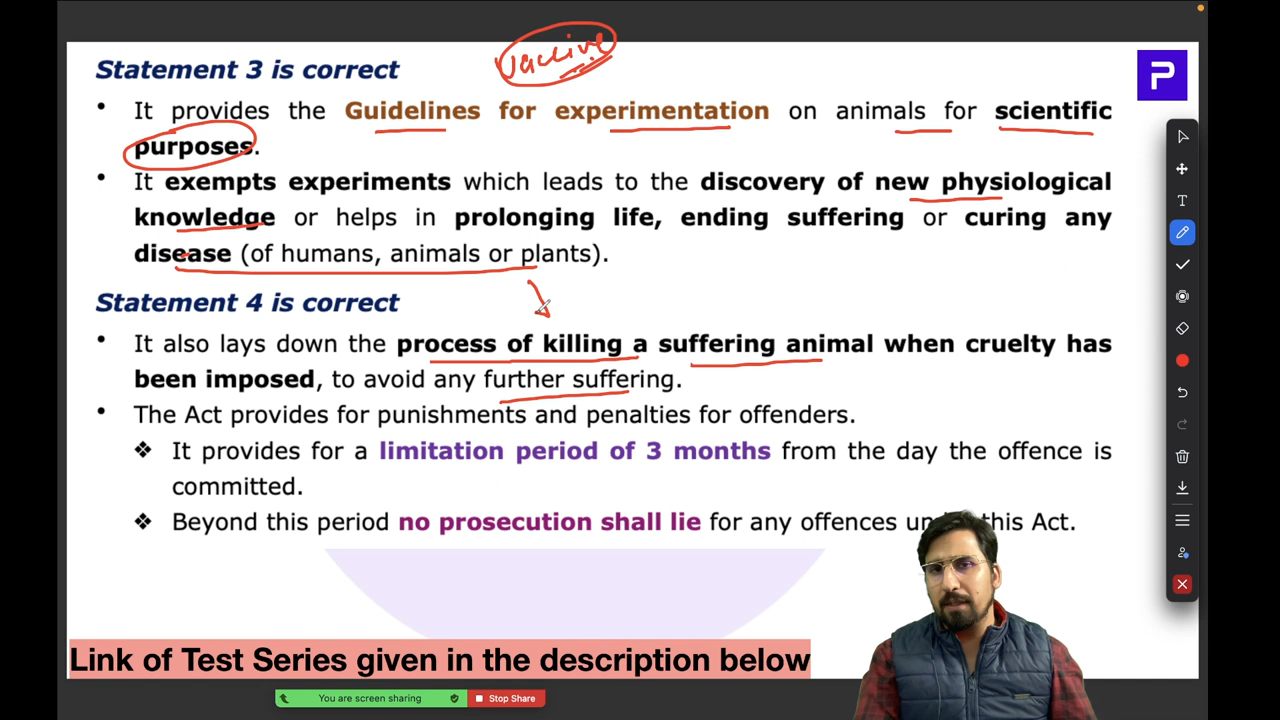 Vaccine
Statement 3 is correct
• It provides the Guidelines for experimentation on animals for scientific
purposes.
• It exempts experiments which leads to the discovery of new physiological
knowledge or helps in prolonging life, ending suffering or curing any
disease (of humans, animals or plants).
Statement 4 is correct
• It also lays down the process of killing a suffering animal when cruelty has
been imposed, to avoid any further suffering.
• The Act provides for punishments and penalties for offenders.
❖ It provides for a limitation period of 3 months from the day the offence is
committed.
❖ Beyond this period no prosecution shall lie for any offences under this Act.
Link of Test Series given in the description below
You are screen sharing
Stop Share
P
T